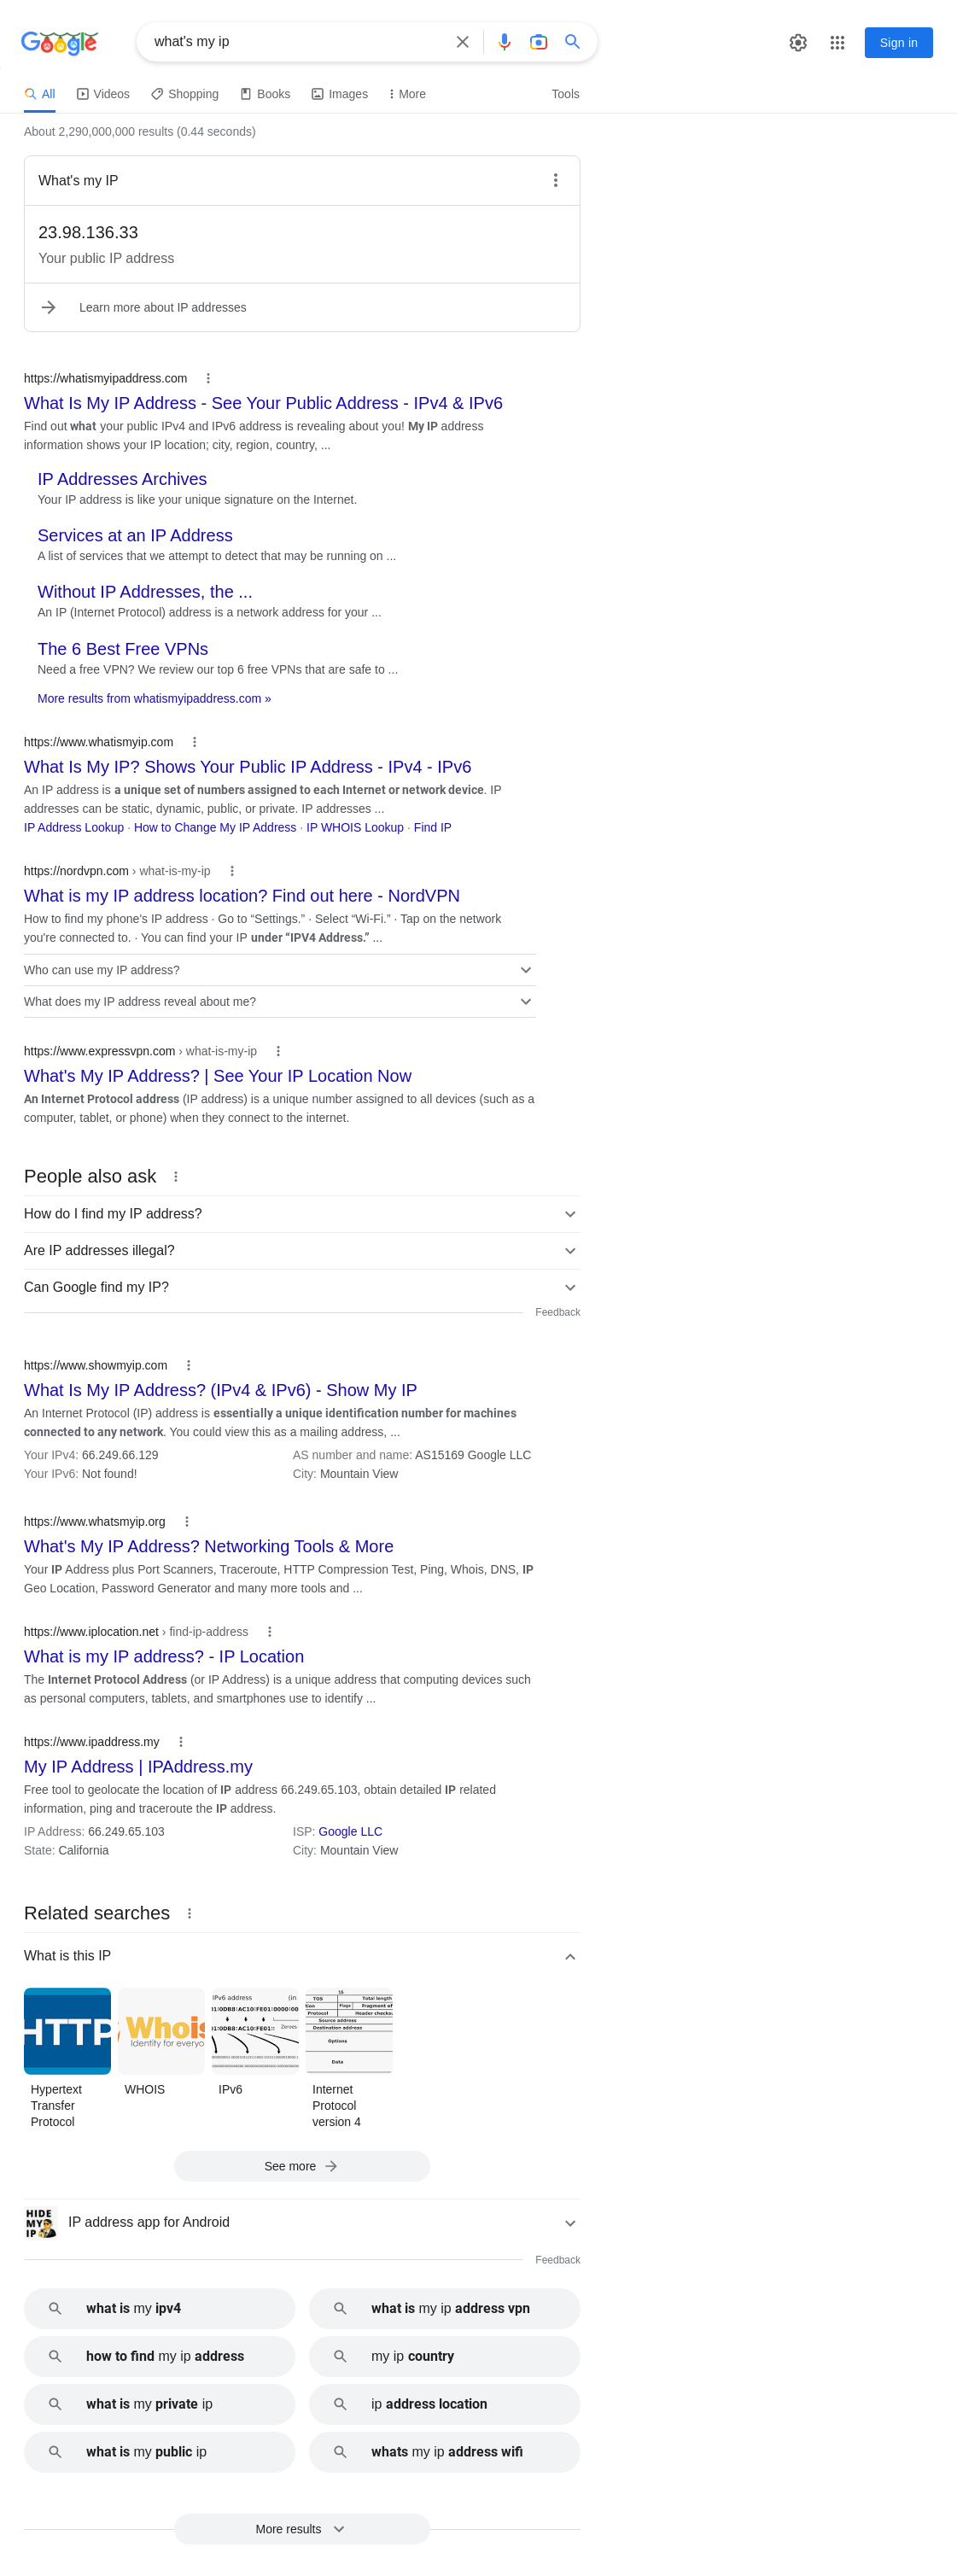 Google
what's my ip
Sign in
All
Videos
Shopping
Books
Images
More
Tools
About 2,290,000,000 results (0.44 seconds)
What's my IP
23.98.136.33
Your public IP address
Learn more about IP addresses
https://whatismyipaddress.com
What Is My IP Address - See Your Public Address - IPv4 & IPv6
Find out what your public IPv4 and IPv6 address is revealing about you! My IP address
information shows your IP location; city, region, country, ...
IP Addresses Archives
Your IP address is like your unique signature on the Internet.
Services at an IP Address
A list of services that we attempt to detect that may be running on ...
Without IP Addresses, the ...
An IP (Internet Protocol) address is a network address for your ...
The 6 Best Free VPNs
Need a free VPN? We review our top 6 free VPNs that are safe to ...
More results from whatismyipaddress.com »
https://www.whatismyip.com
What Is My IP? Shows Your Public IP Address - IPv4 - IPv6
An IP address is a unique set of numbers assigned to each Internet or network device. IP
addresses can be static, dynamic, public, or private. IP addresses ...
IP Address Lookup · How to Change My IP Address · IP WHOIS Lookup · Find IP
https://nordvpn.com › what-is-my-ip
What is my IP address location? Find out here - NordVPN
How to find my phone's IP address · Go to “Settings.” · Select “Wi-Fi.” · Tap on the network
you're connected to. · You can find your IP under “IPV4 Address.” ...
Who can use my IP address?
What does my IP address reveal about me?
https://www.expressvpn.com › what-is-my-ip
What's My IP Address? | See Your IP Location Now
An Internet Protocol address (IP address) is a unique number assigned to all devices (such as a
computer, tablet, or phone) when they connect to the internet.
People also ask
How do I find my IP address?
Are IP addresses illegal?
Can Google find my IP?
Feedback
https://www.showmyip.com
What Is My IP Address? (IPv4 & IPv6) - Show My IP
An Internet Protocol (IP) address is essentially a unique identification number for machines
connected to any network. You could view this as a mailing address, ...
Your IPv4: 66.249.66.129
AS number and name: AS15169 Google LLC
Your IPv6: Not found!
City: Mountain View
https://www.whatsmyip.org
What's My IP Address? Networking Tools & More
Your IP Address plus Port Scanners, Traceroute, HTTP Compression Test, Ping, Whois, DNS, IP
Geo Location, Password Generator and many more tools and ...
https://www.iplocation.net › find-ip-address
What is my IP address? - IP Location
The Internet Protocol Address (or IP Address) is a unique address that computing devices such
as personal computers, tablets, and smartphones use to identify ...
https://www.ipaddress.my
My IP Address | IPAddress.my
Free tool to geolocate the location of IP address 66.249.65.103, obtain detailed IP related
information, ping and traceroute the IP address.
IP Address: 66.249.65.103
ISP: Google LLC
State: California
City: Mountain View
Related searches
What is this IP
HTTP
Whois
Identity for everyo
IPv6 address (in
Zeroes
16
TOS Total length
Flags Fragment of
Protocol Header checksu
Source address
Destination address
Options
Data
Hypertext
Transfer
Protocol
WHOIS
IPv6
Internet
Protocol
version 4
See more
HIDE
MY
IP
IP address app for Android
Feedback
what is my ipv4
what is my ip address vpn
how to find my ip address
my ip country
what is my private ip
ip address location
what is my public ip
whats my ip address wifi
More results